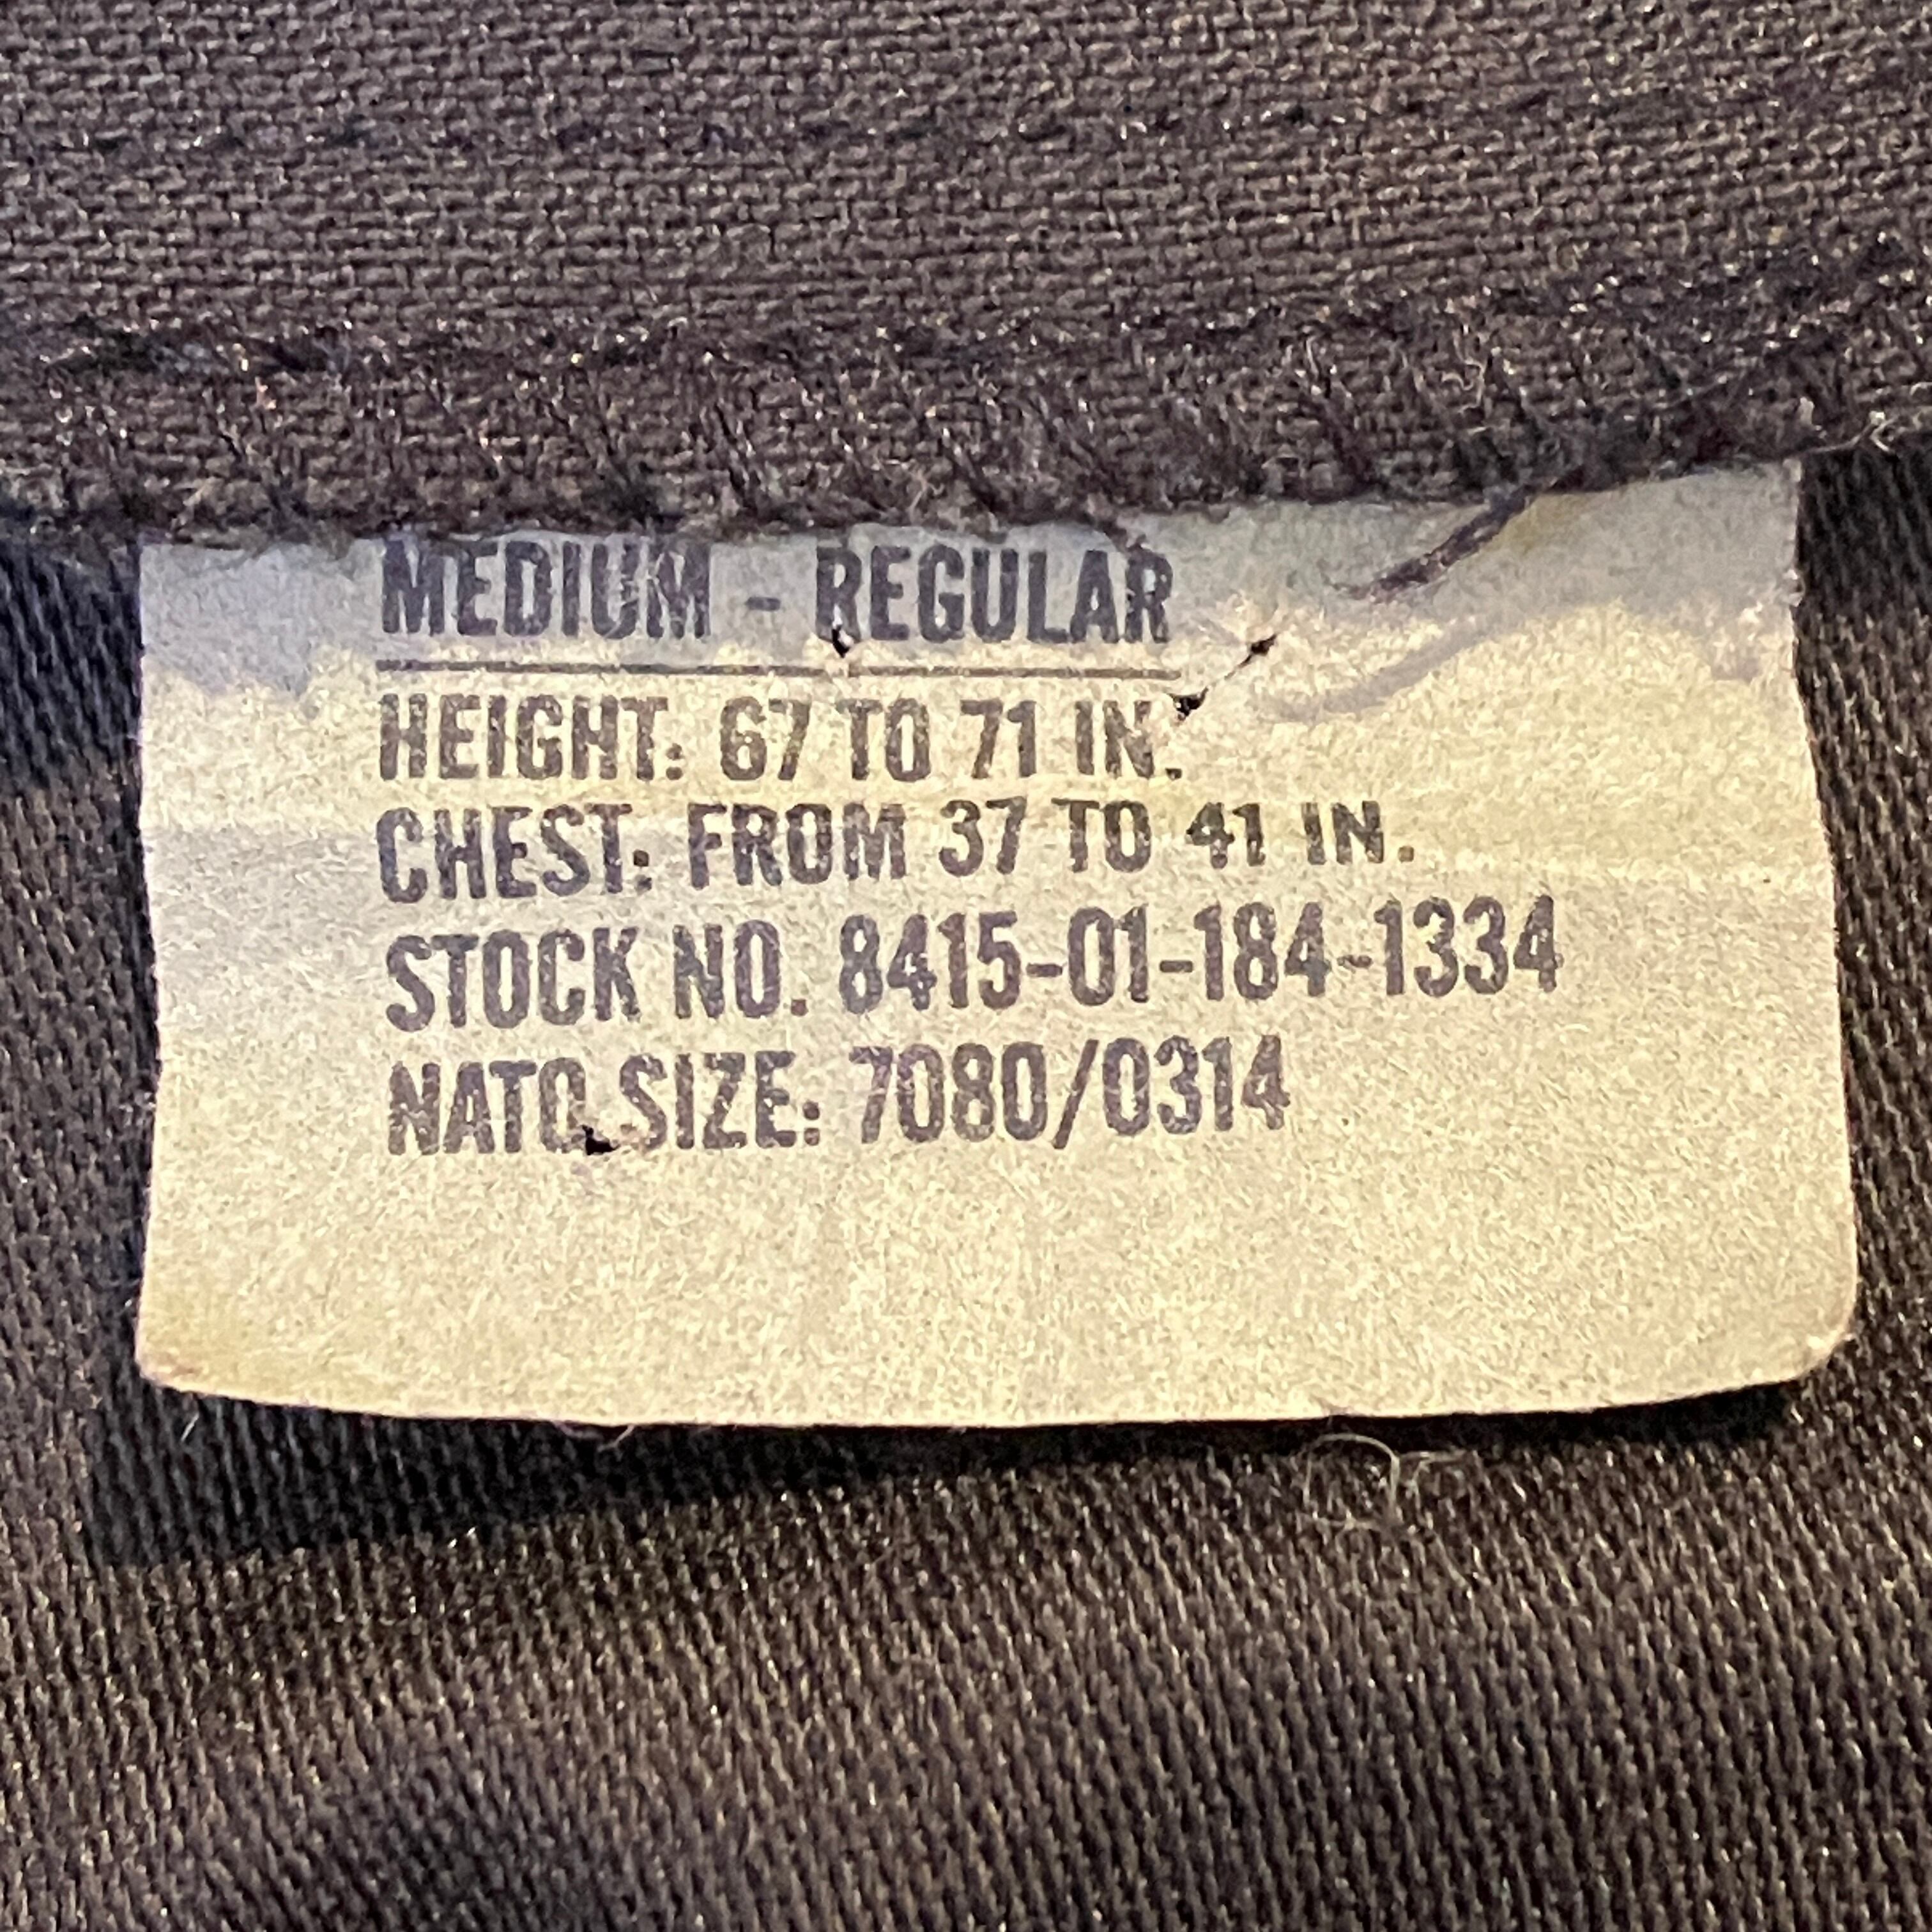 MEDIUM - REGULAR
HEIGHT: 67 TO 71 IN.
CHEST: FROM 37 TO 41 IN.
STOCK NO. 8415-01-184-1334
NATO SIZE: 7080/0314